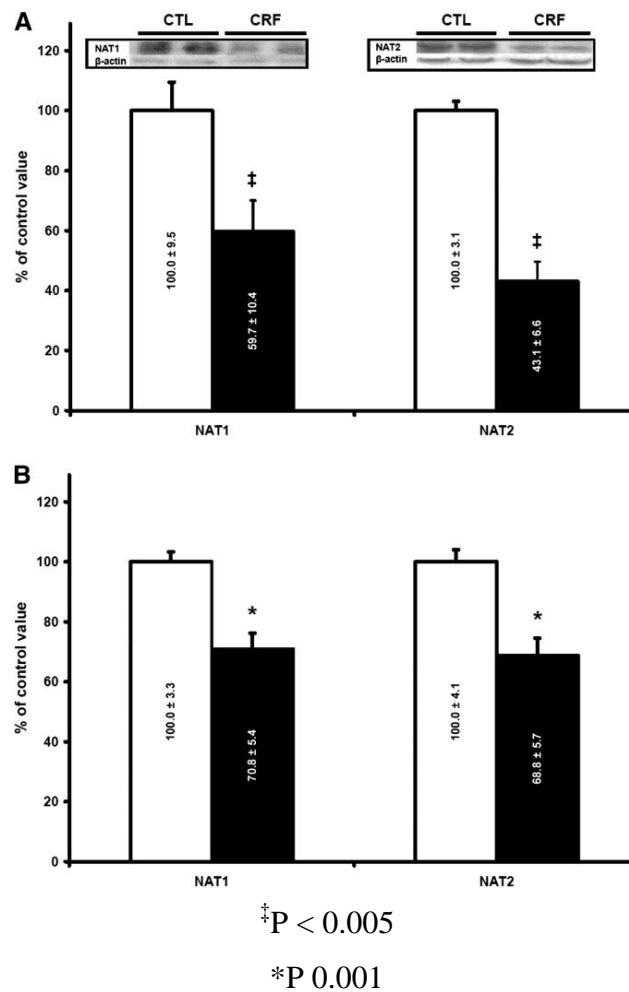 A
CTL CRF
NAT1
β-actin
CTL CRF
NAT2
β-actin
% of control value
120
100
80
60
40
20
0
‡
‡
100.0 ± 9.5
59.7 ± 10.4
100.0 ± 3.1
43.1 ± 6.6
NAT1 NAT2
B
% of control value
120
100
80
60
40
20
0
*
*
100.0 ± 3.3
70.8 ± 5.4
100.0 ± 4.1
68.8 ± 5.7
NAT1 NAT2
‡P < 0.005
*P 0.001